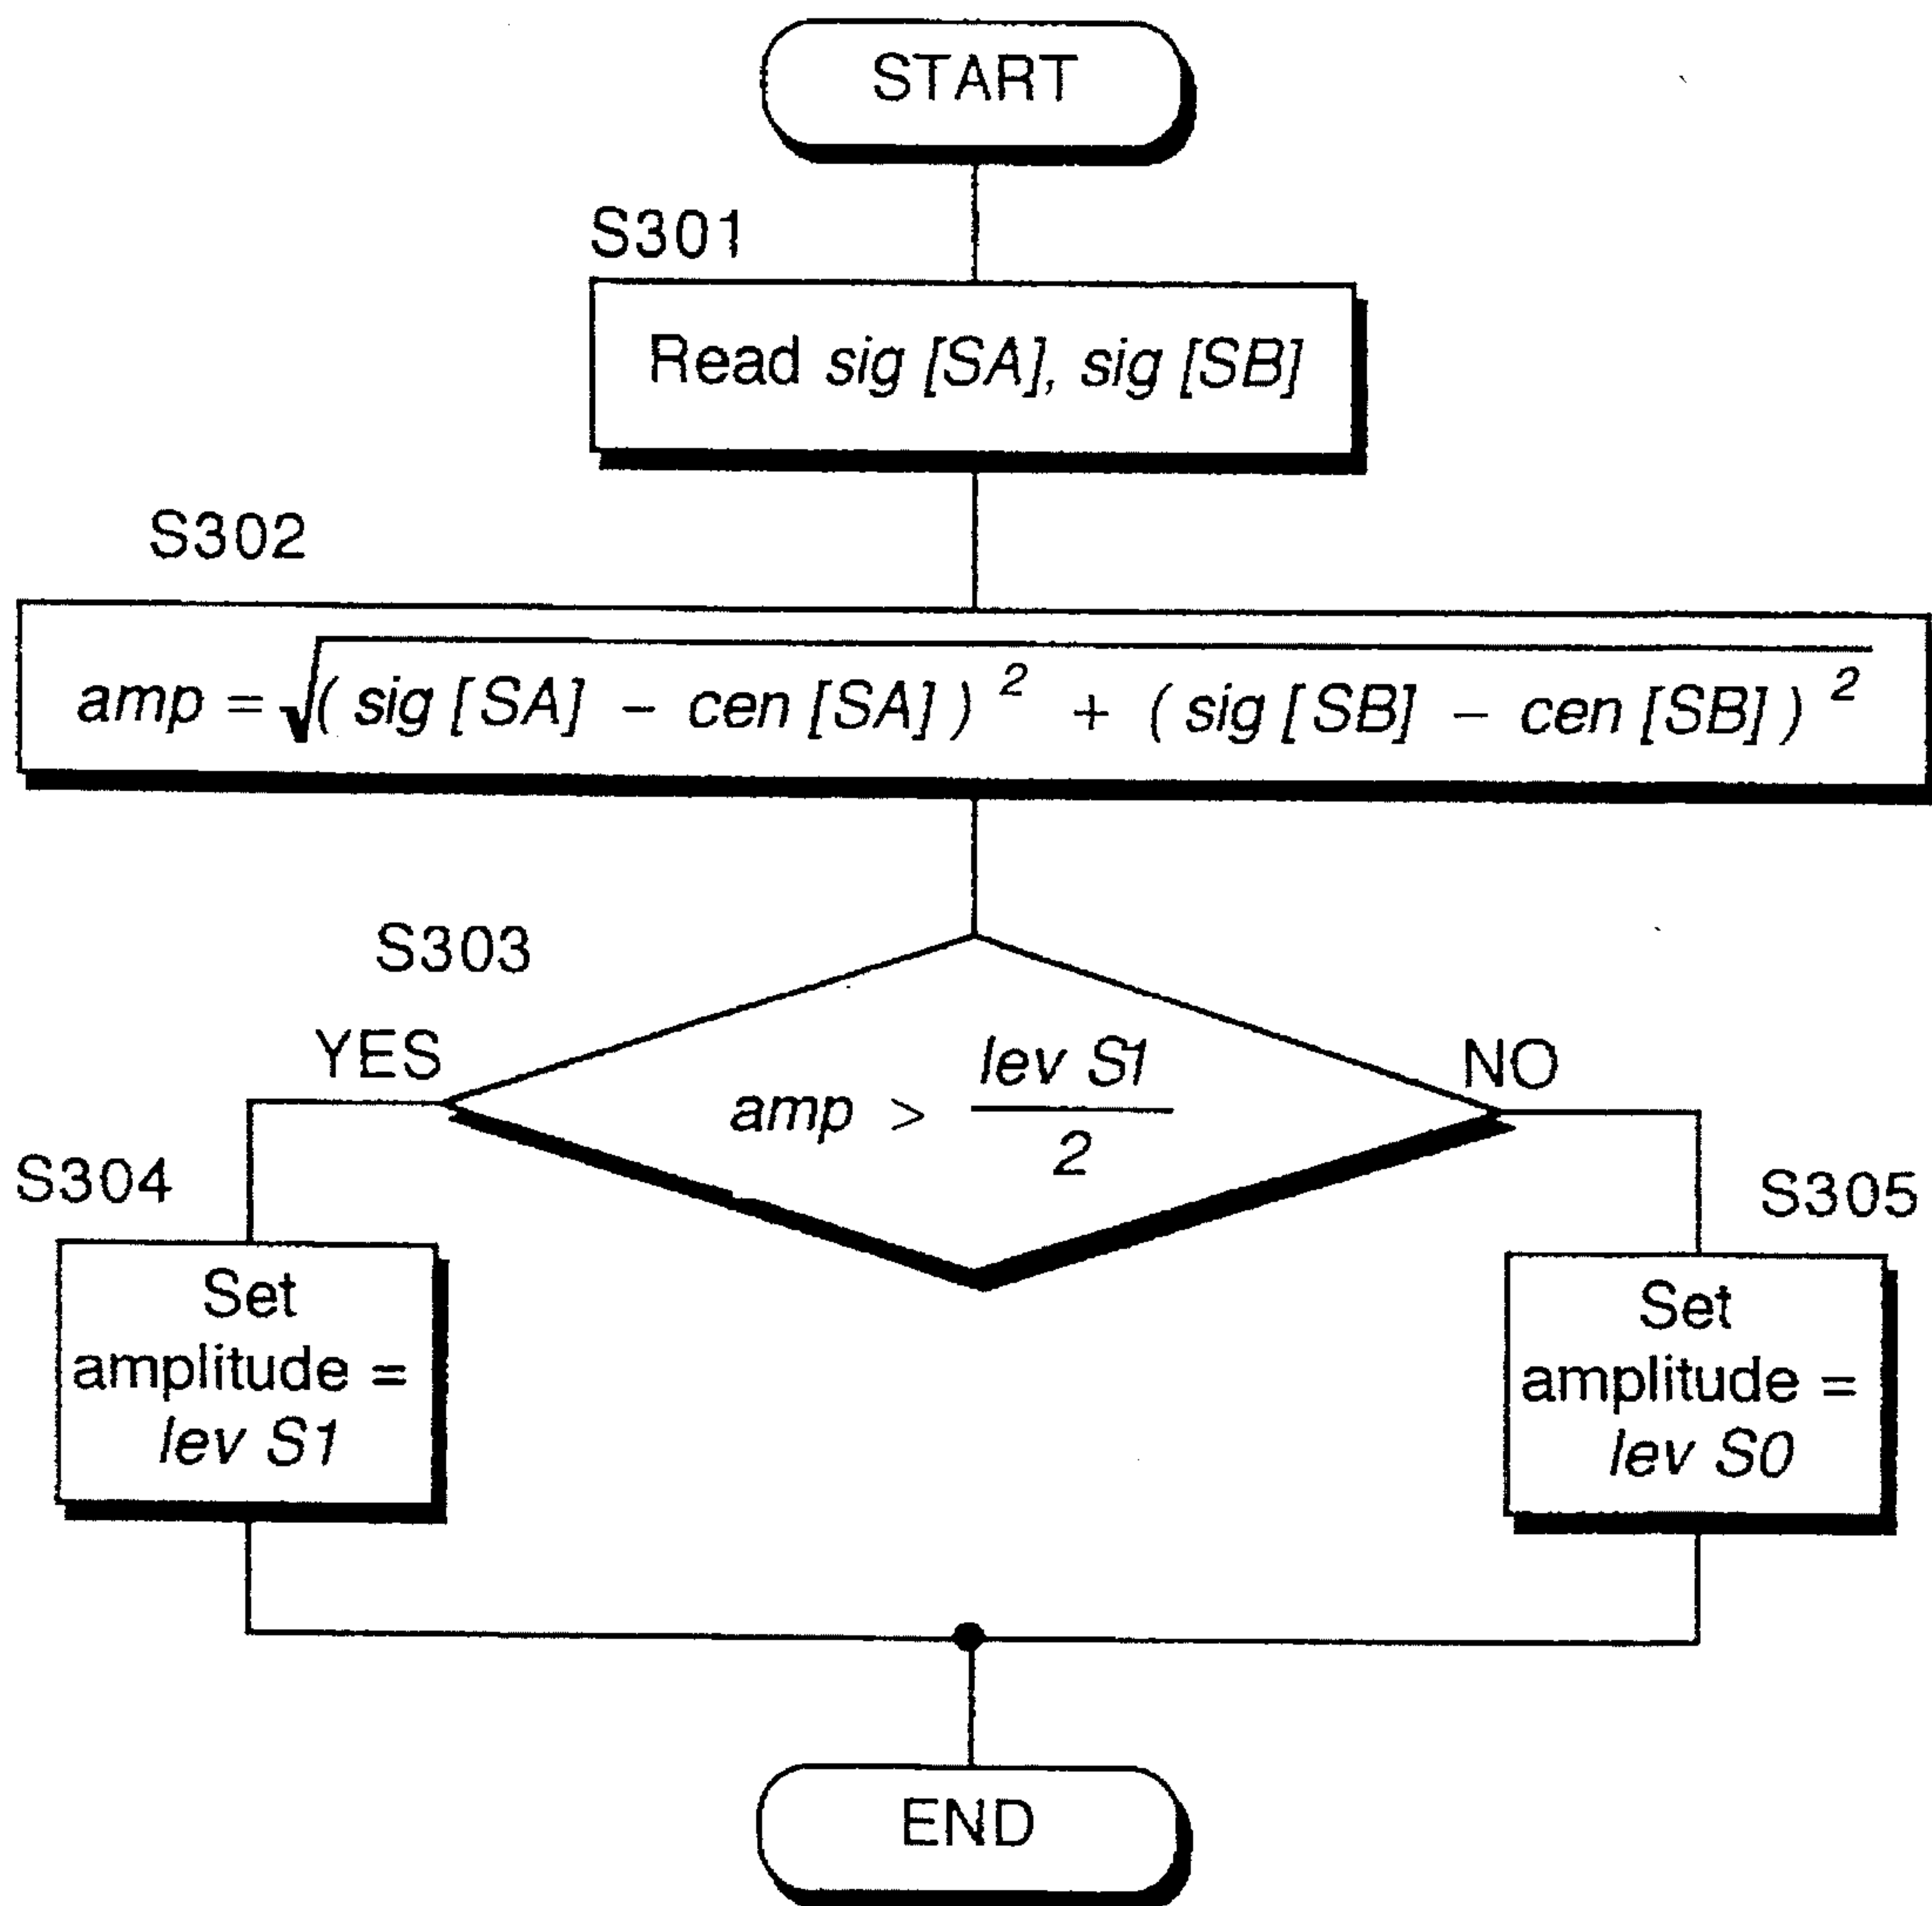 START
S301
Read sig [SA], sig [SB]
S302
amp = √( sig [SA] – cen [SA] ) ² + ( sig [SB] – cen [SB] ) ²
S303
YES
NO
amp > lev S1
2
S304
S305
Set
amplitude =
lev S1
Set
amplitude =
lev S0
END